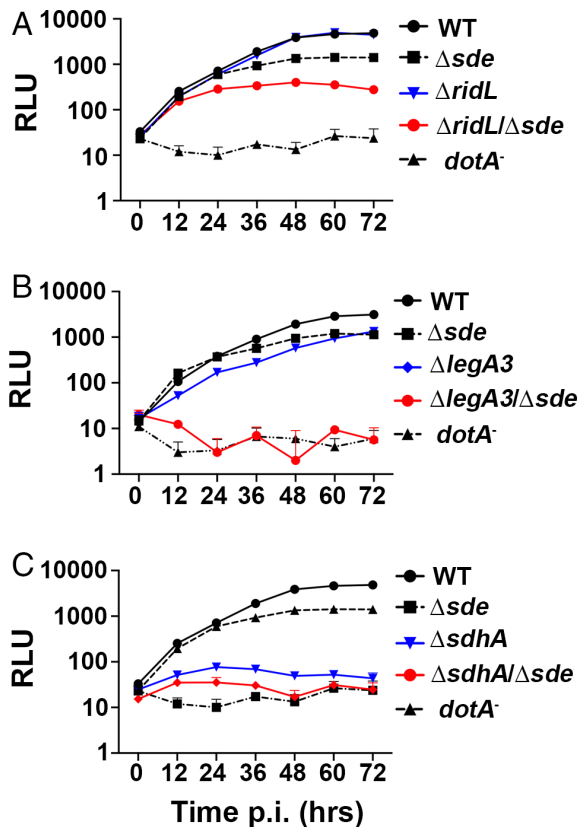 A
RLU
10000
1000
100
10
1
0 12 24 36 48 60 72
WT
Δsde
ΔridL
ΔridL/Δsde
dotA-
B
RLU
10000
1000
100
10
1
0 12 24 36 48 60 72
WT
Δsde
ΔlegA3
ΔlegA3/Δsde
dotA-
C
RLU
10000
1000
100
10
1
0 12 24 36 48 60 72
WT
Δsde
ΔsdhA
ΔsdhA/Δsde
dotA-
Time p.i. (hrs)